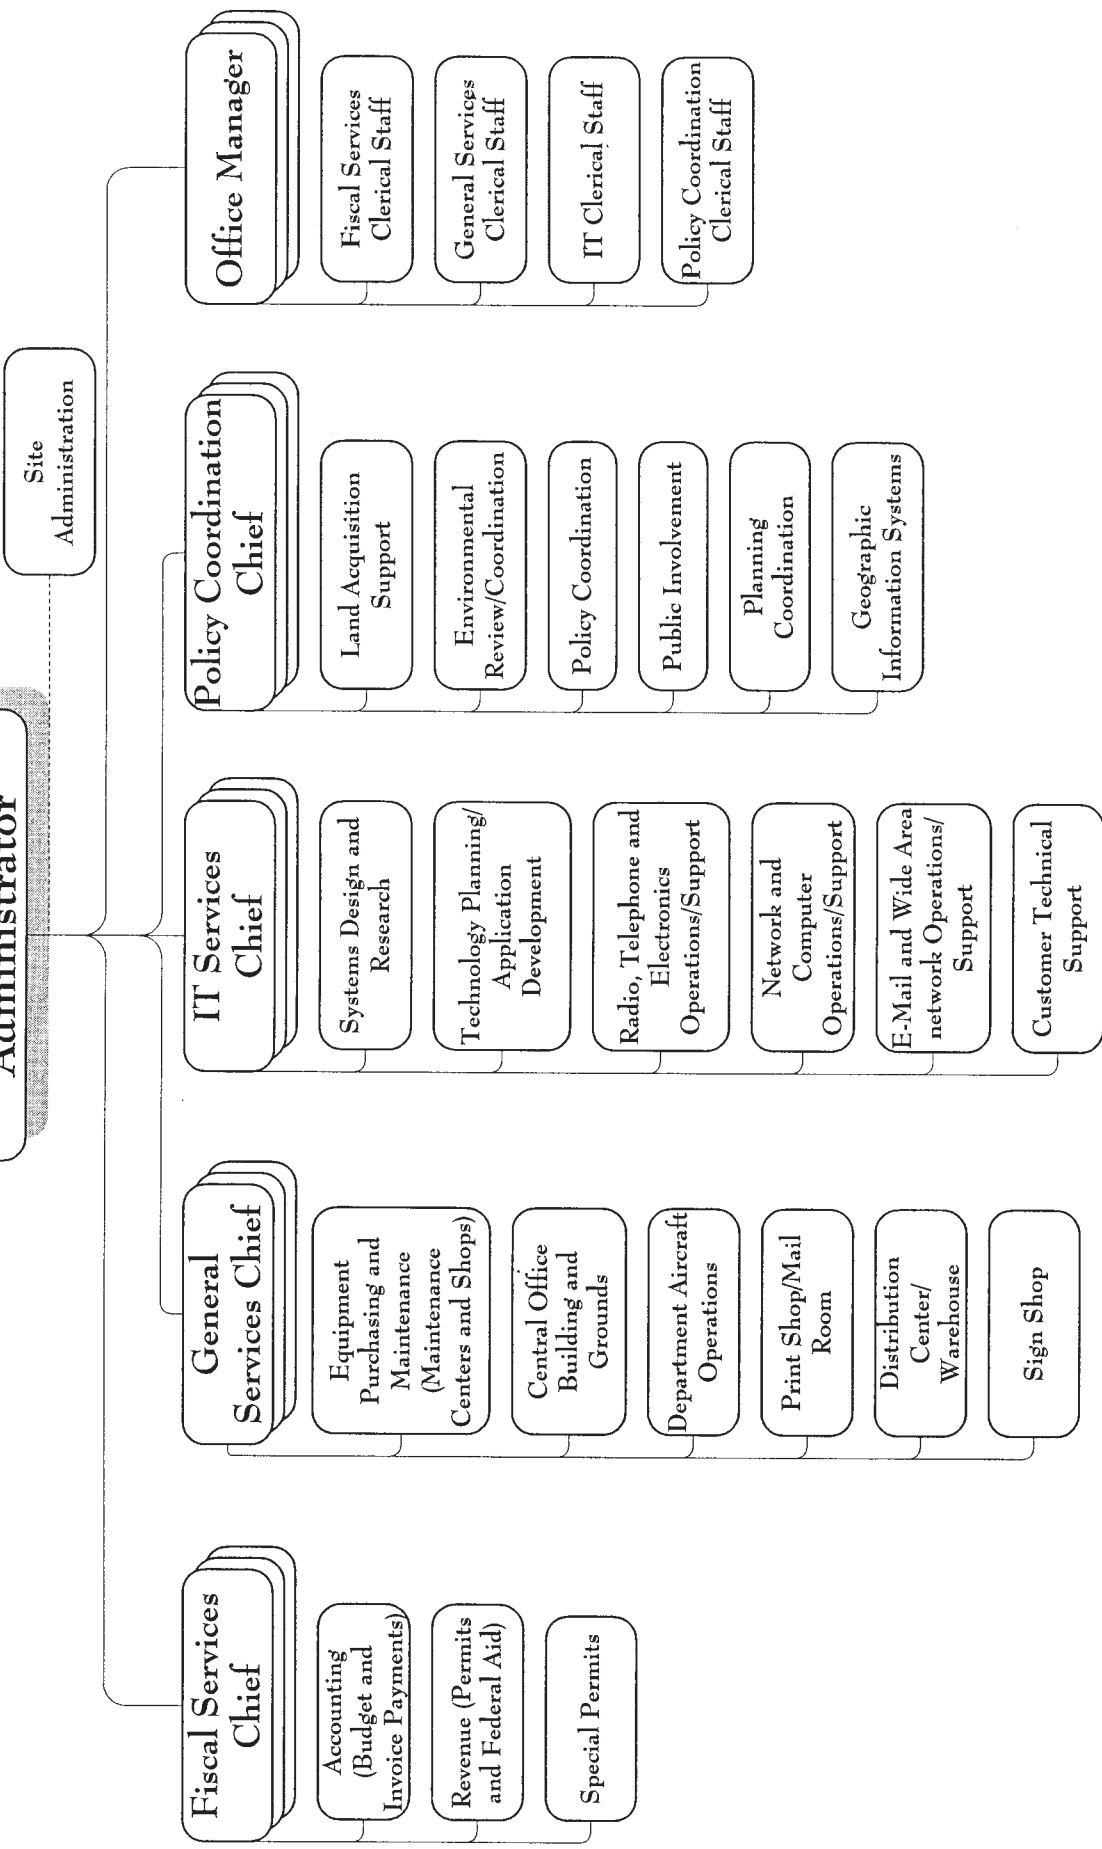 Administrator
Site
Administration
Fiscal Services
Chief
Accounting
(Budget and
Invoice Payments)
Revenue (Permits
and Federal Aid)
Special Permits
General
Services Chief
Equipment
Purchasing and
Maintenance
(Maintenance
Centers and Shops)
Central Office
Building and
Grounds
Department Aircraft
Operations
Print Shop/Mail
Room
Distribution
Center/
Warehouse
Sign Shop
IT Services
Chief
Systems Design and
Research
Technology Planning/
Application
Development
Radio, Telephone and
Electronics
Operations/Support
Network and
Computer
Operations/Support
E-Mail and Wide Area
network Operations/
Support
Customer Technical
Support
Policy Coordination
Chief
Land Acquisition
Support
Environmental
Review/Coordination
Policy Coordination
Public Involvement
Planning
Coordination
Geographic
Information Systems
Office Manager
Fiscal Services
Clerical Staff
General Services
Clerical Staff
IT Clerical Staff
Policy Coordination
Clerical Staff